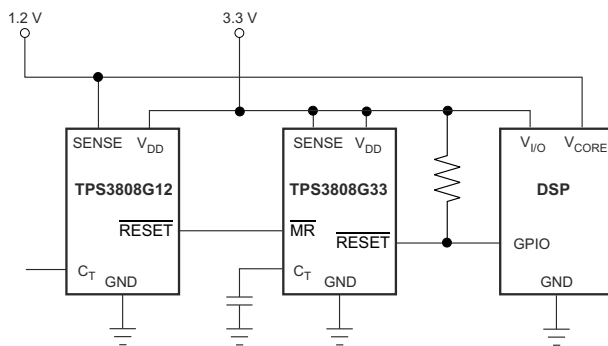 1.2 V
3.3 V
SENSE
V_DD
TPS3808G12
RESET
C_T
GND
SENSE
V_DD
TPS3808G33
MR
RESET
C_T
GND
V_I/O
V_CORE
DSP
GPIO
GND